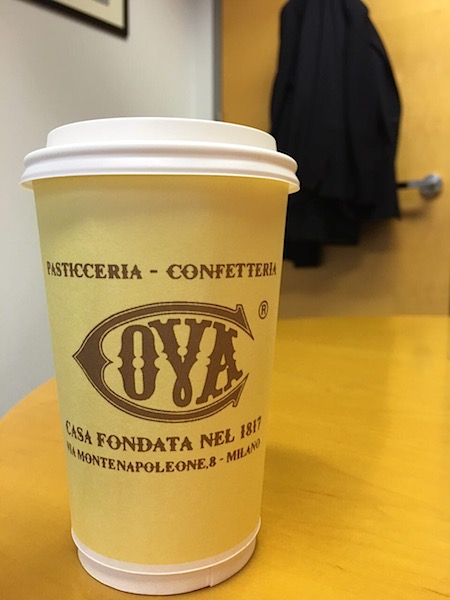 PASTICCERIA - CONFETTERIA
COVA ®
CASA FONDATA NEL 1817
VIA MONTENAPOLEONE, 8 - MILANO